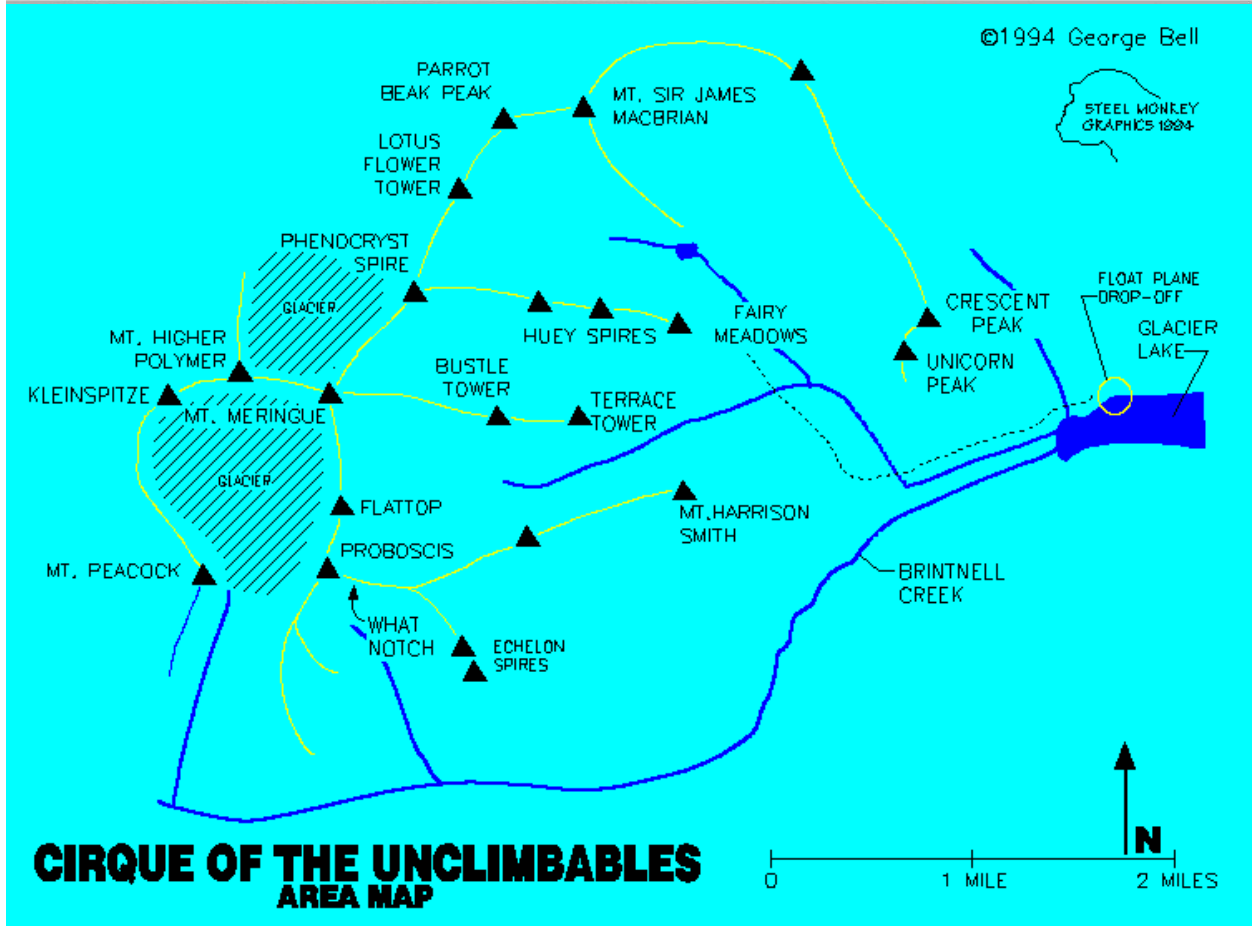 ©1994 George Bell
STEEL MONKEY
GRAPHICS 1994
PARROT
BEAK PEAK
MT. SIR JAMES
MACBRIAN
LOTUS
FLOWER
TOWER
PHENOCRYST
SPIRE
GLACIER
HUEY SPIRES
FAIRY
MEADOWS
CRESCENT
PEAK
UNICORN
PEAK
FLOAT PLANE
DROP-OFF
GLACIER
LAKE
MT. HIGHER
POLYMER
KLEINSPITZE
MT. MERINGUE
BUSTLE
TOWER
TERRACE
TOWER
GLACIER
FLATTOP
MT.HARRISON
SMITH
PROBOSCIS
MT. PEACOCK
WHAT
NOTCH
ECHELON
SPIRES
BRINTNELL
CREEK
CIRQUE OF THE UNCLIMBABLES
AREA MAP
N
0
1 MILE
2 MILES